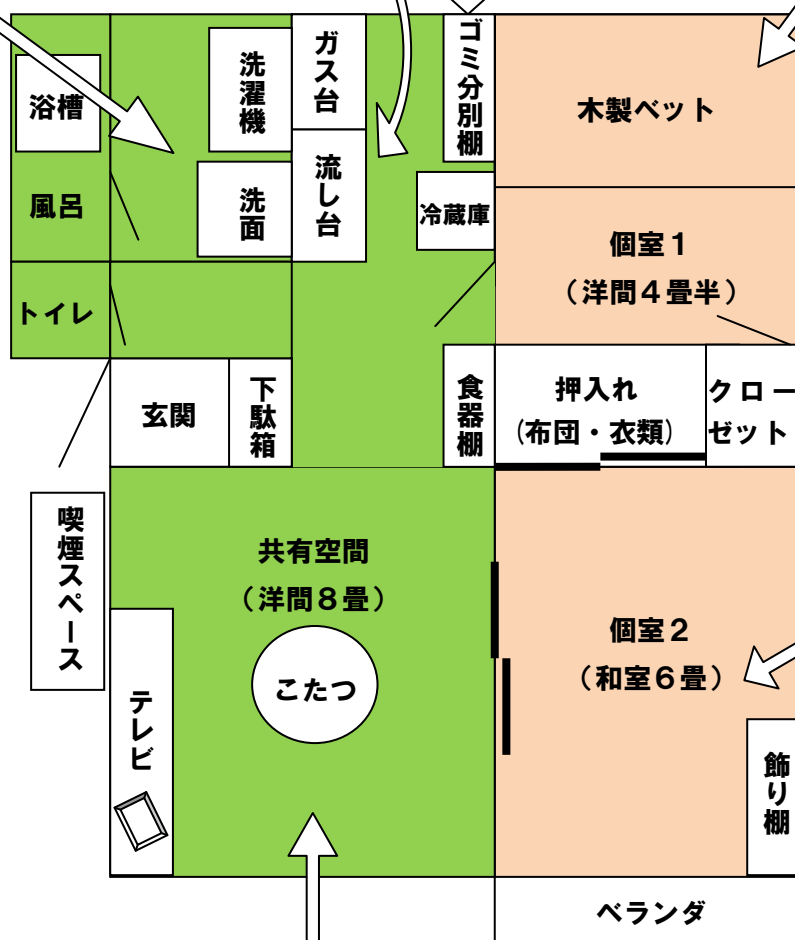 浴槽
風呂
トイレ
洗濯機
洗面
ガス台
流し台
ゴミ分別棚
冷蔵庫
木製ベット
個室１
（洋間４畳半）
玄関
下駄箱
食器棚
押入れ
(布団・衣類)
クロー
ゼット
喫煙スペース
共有空間
（洋間８畳）
こたつ
テレビ
個室２
（和室６畳）
飾り棚
ベランダ